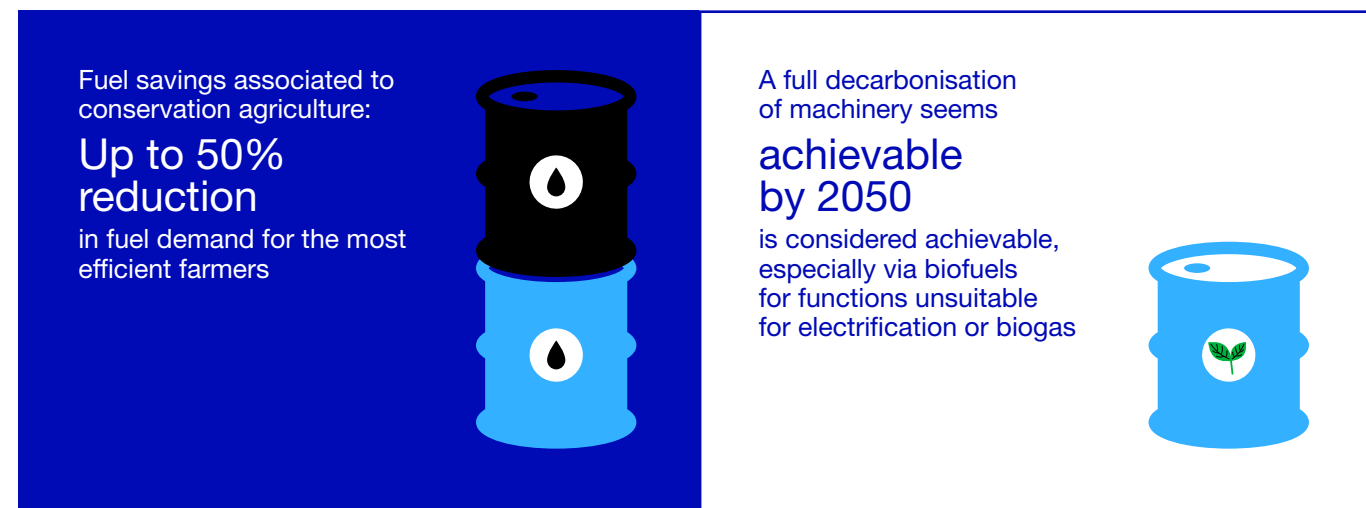 Fuel savings associated to
conservation agriculture:
Up to 50%
reduction
in fuel demand for the most
efficient farmers
A full decarbonisation
of machinery seems
achievable
by 2050
is considered achievable,
especially via biofuels
for functions unsuitable
for electrification or biogas